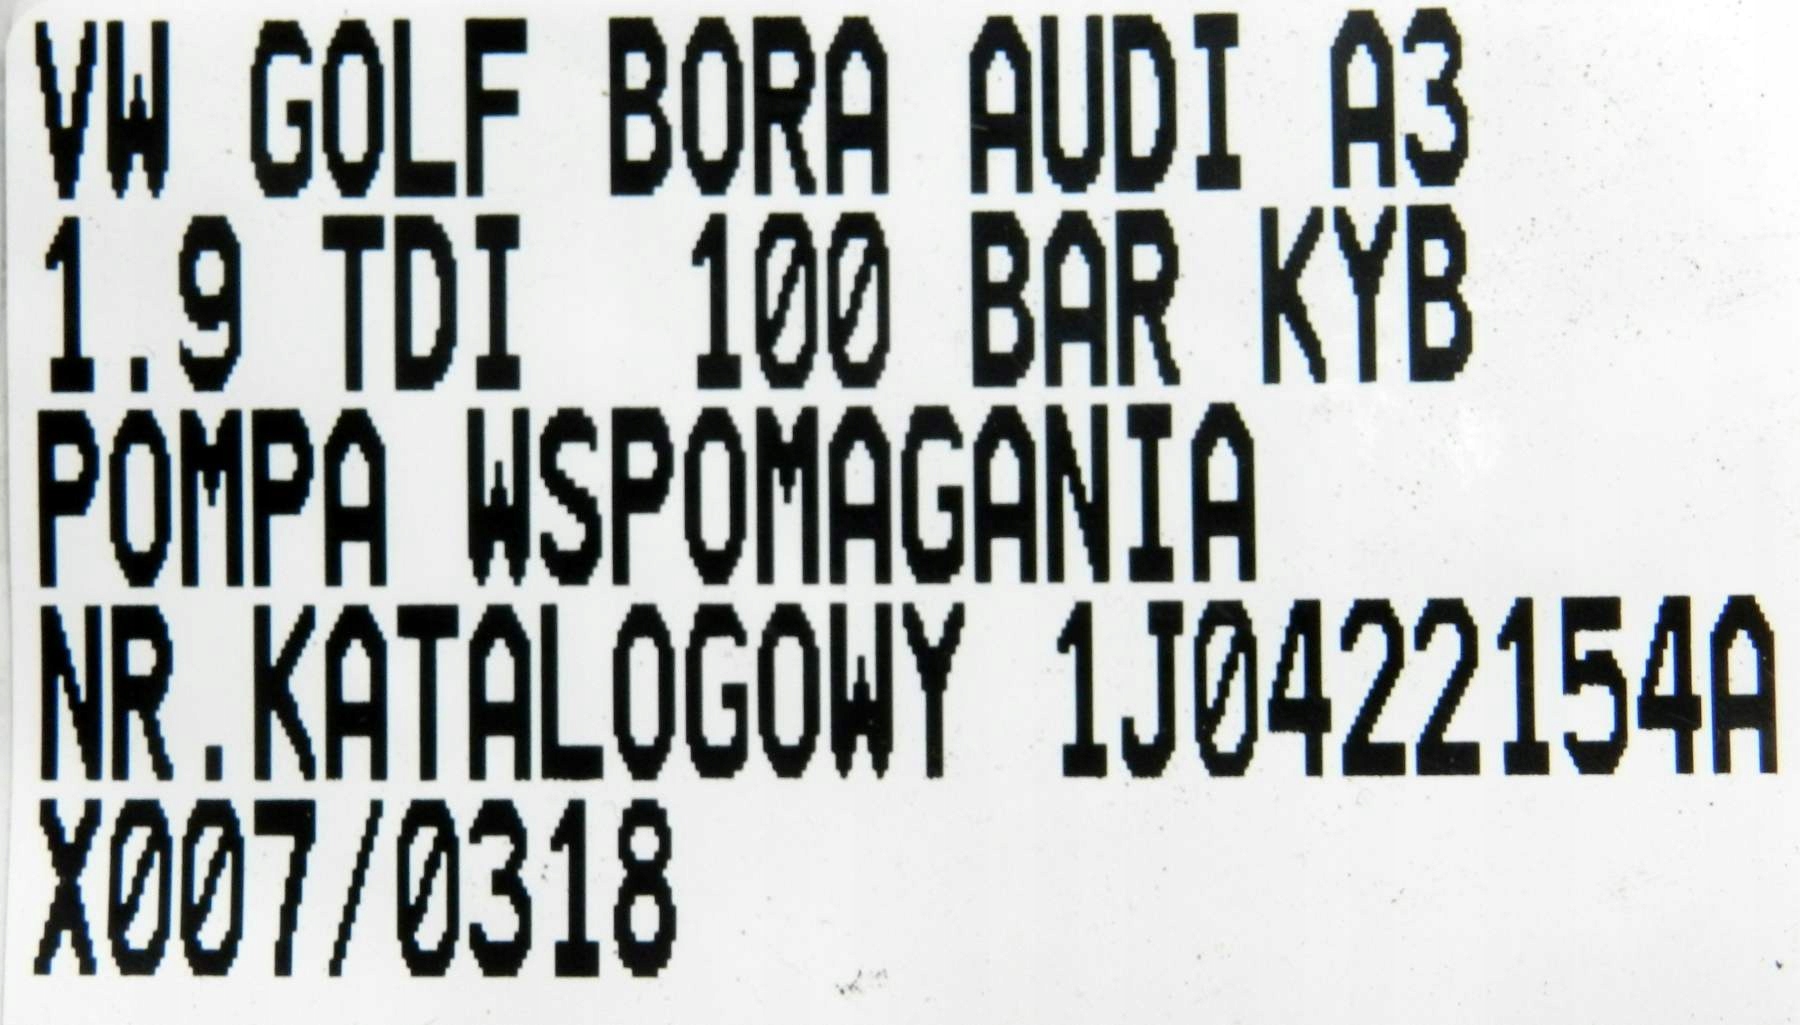 VW GOLF BORA AUDI A3
1.9 TDI 100 BAR KYB
POMPA WSPOMAGANIA
NR.KATALOGOWY 1J0422154A
X007/0318